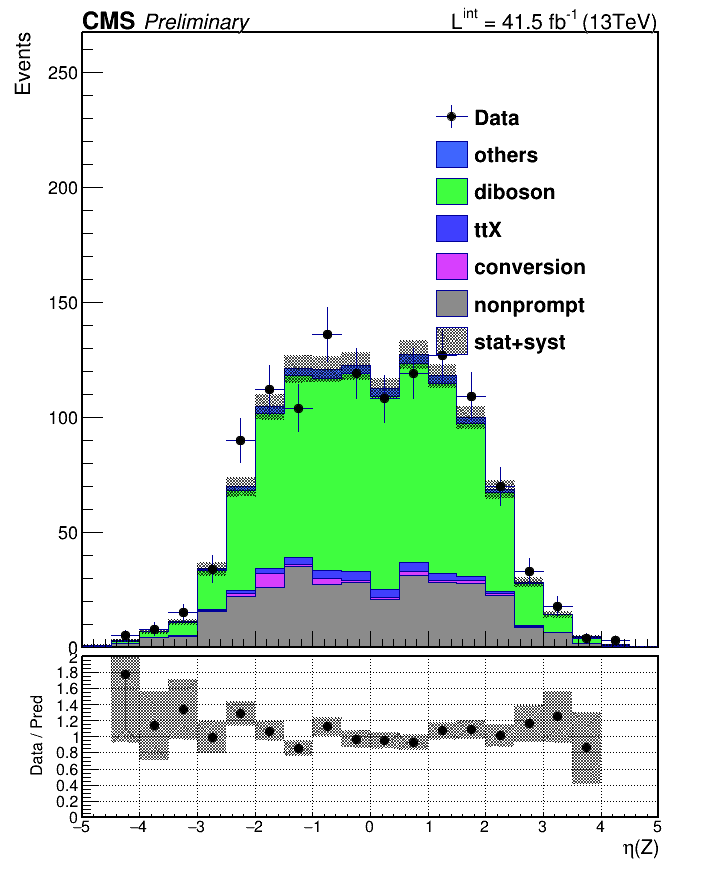 CMS Preliminary L^int = 41.5 fb^-1 (13TeV)
Events
250
200
150
100
50
0
Data
others
diboson
ttX
conversion
nonprompt
stat+syst
Data / Pred
2
1.8
1.6
1.4
1.2
1
0.8
0.6
0.4
0.2
0
−5 −4 −3 −2 −1 0 1 2 3 4 5
η(Z)